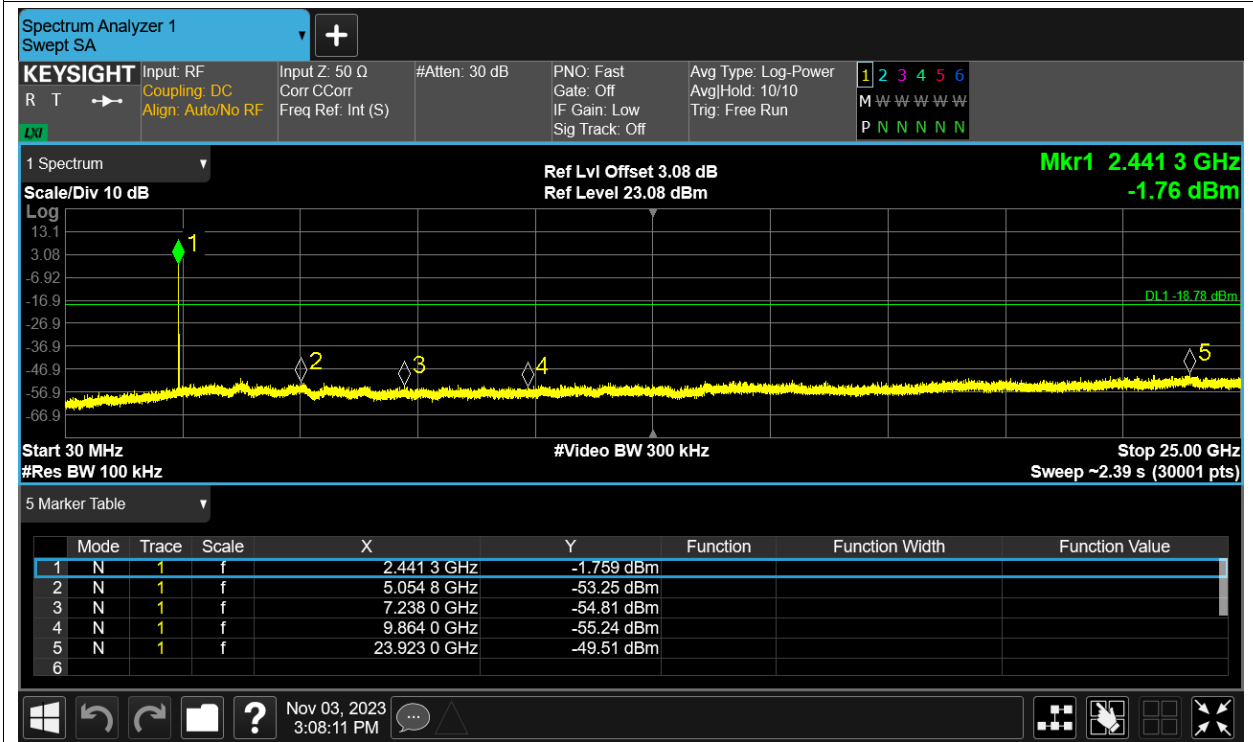 Spectrum Analyzer 1
Swept SA
KEYSIGHT
R T
LXI
Input: RF
Coupling: DC
Align: Auto/No RF
Input Z: 50 Ω
Corr CCorr
Freq Ref: Int (S)
#Atten: 30 dB
PNO: Fast
Gate: Off
IF Gain: Low
Sig Track: Off
Avg Type: Log-Power
Avg|Hold: 10/10
Trig: Free Run
1 2 3 4 5 6
M W W W W W
P N N N N N
1 Spectrum
Scale/Div 10 dB
Ref Lvl Offset 3.08 dB
Ref Level 23.08 dBm
Mkr1 2.441 3 GHz
-1.76 dBm
Log
13.1
3.08
-6.92
-16.9
-26.9
-36.9
-46.9
-56.9
-66.9
1
2
3
4
5
DL1 -18.78 dBm
Start 30 MHz
#Res BW 100 kHz
#Video BW 300 kHz
Stop 25.00 GHz
Sweep ~2.39 s (30001 pts)
5 Marker Table
Mode Trace Scale X Y Function Function Width Function Value
1 N 1 f 2.441 3 GHz -1.759 dBm
2 N 1 f 5.054 8 GHz -53.25 dBm
3 N 1 f 7.238 0 GHz -54.81 dBm
4 N 1 f 9.864 0 GHz -55.24 dBm
5 N 1 f 23.923 0 GHz -49.51 dBm
6
?
Nov 03, 2023
3:08:11 PM